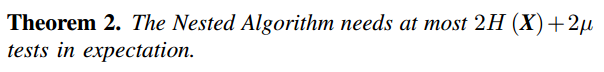 Theorem 2. The Nested Algorithm needs at most 2H (X)+2μ
tests in expectation.